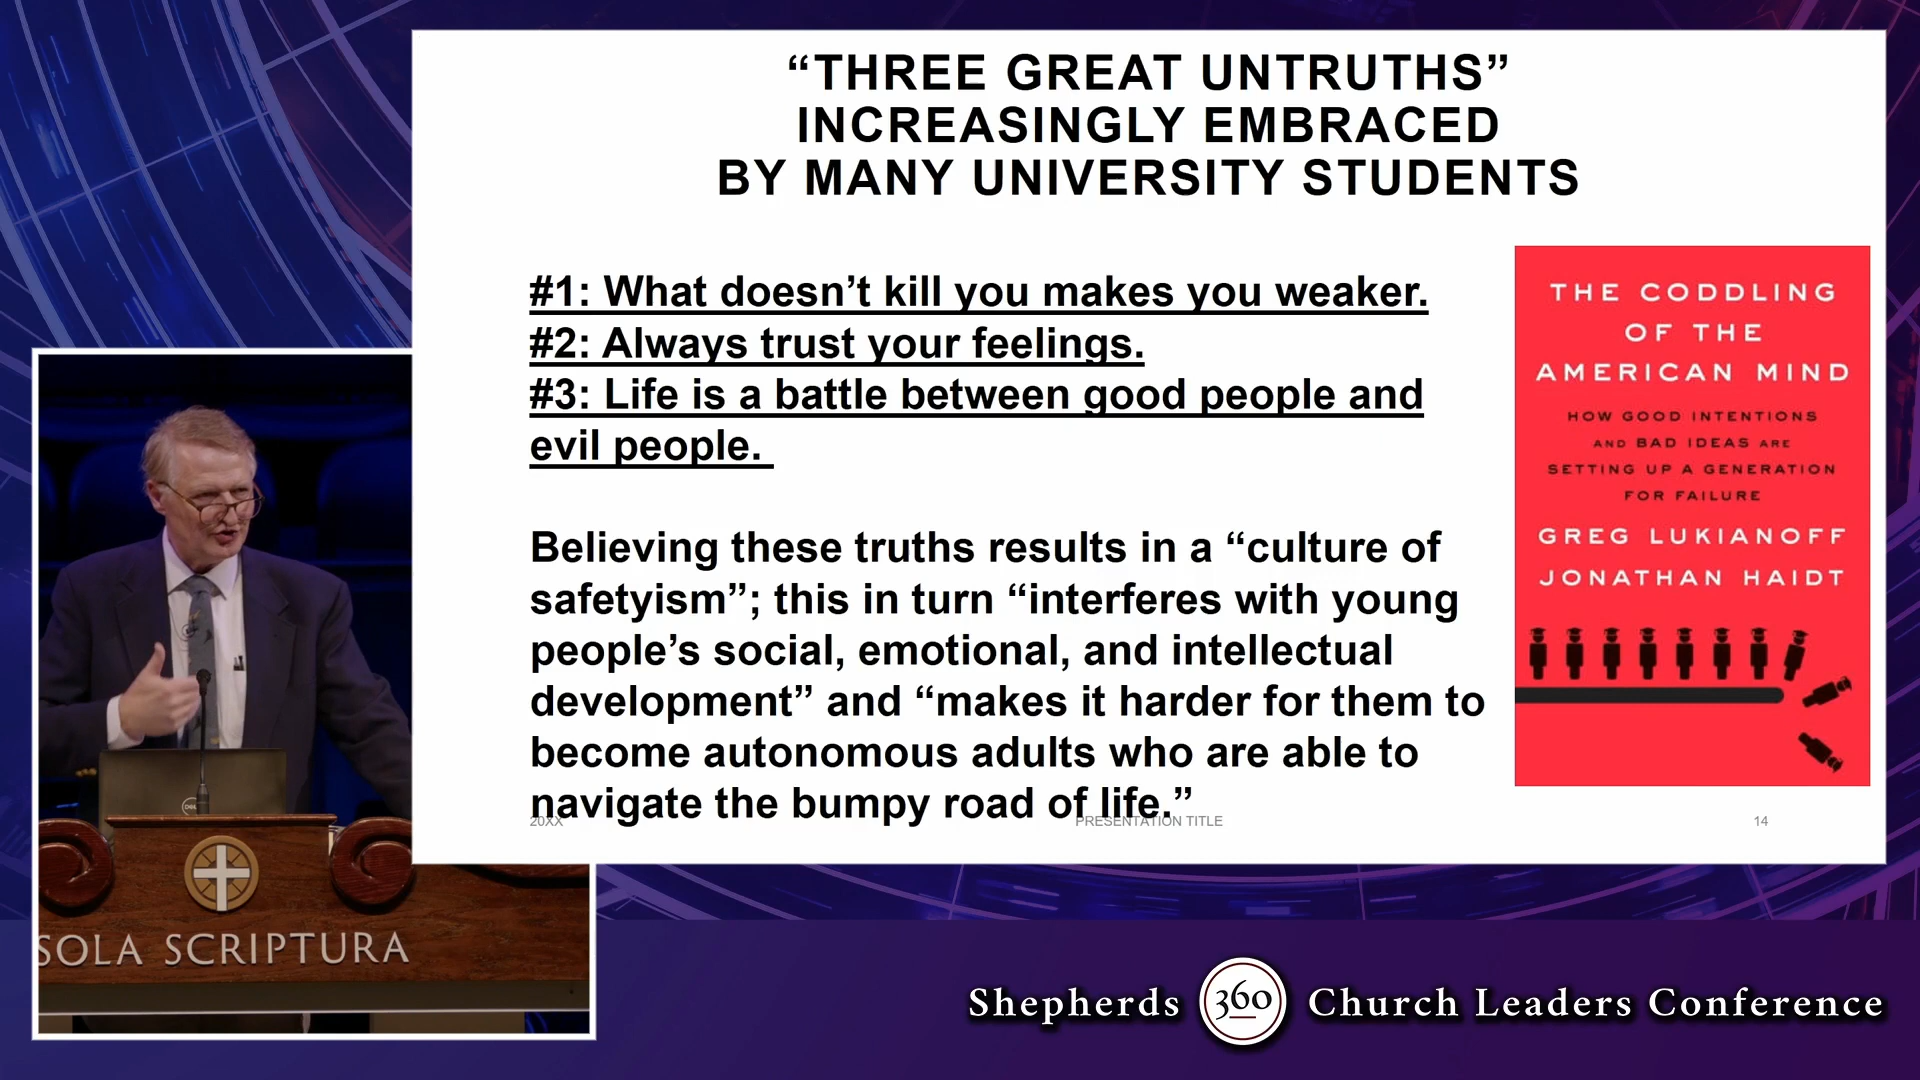 “THREE GREAT UNTRUTHS”
INCREASINGLY EMBRACED
BY MANY UNIVERSITY STUDENTS
#1: What doesn’t kill you makes you weaker.
#2: Always trust your feelings.
#3: Life is a battle between good people and
evil people.
Believing these truths results in a “culture of
safetyism”; this in turn “interferes with young
people’s social, emotional, and intellectual
development” and “makes it harder for them to
become autonomous adults who are able to
navigate the bumpy road of life.”
20XX
PRESENTATION TITLE
14
THE CODDLING
OF THE
AMERICAN MIND
HOW GOOD INTENTIONS
AND BAD IDEAS ARE
SETTING UP A GENERATION
FOR FAILURE
GREG LUKIANOFF
JONATHAN HAIDT
DELL
SOLA SCRIPTURA
Shepherds 360 Church Leaders Conference